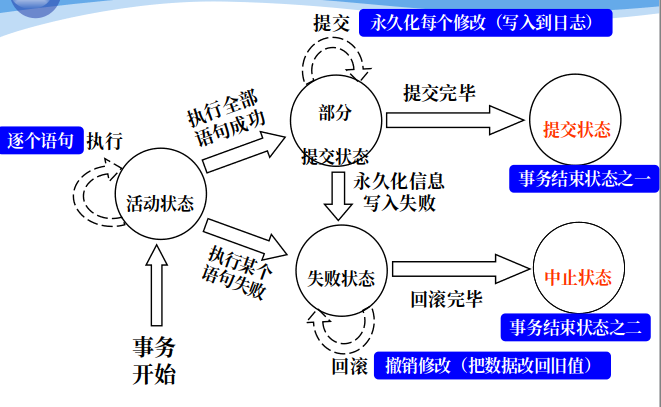 提交
永久化每个修改（写入到日志）
执行全部
语句成功
部分
提交状态
提交完毕
提交状态
事务结束状态之一
逐个语句
执行
活动状态
永久化信息
写入失败
执行某个
语句失败
失败状态
回滚完毕
中止状态
事务结束状态之二
事务
开始
回滚
撤销修改（把数据改回旧值）